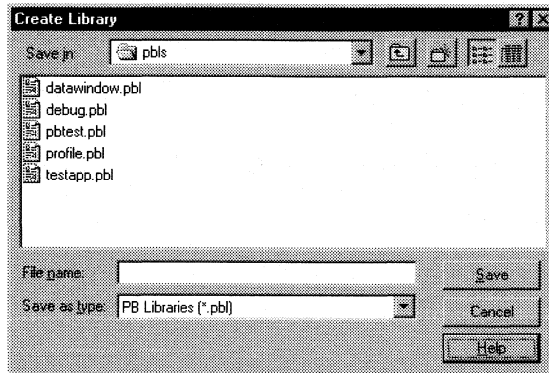 Create Library
Save in: pbls
datawindow.pbl
debug.pbl
pbtest.pbl
profile.pbl
testapp.pbl
File name:
Save
Save as type: PB Libraries (*.pbl)
Cancel
Help